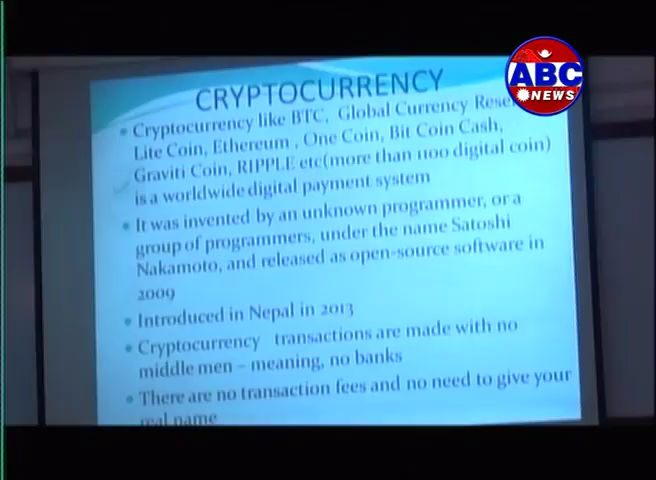 ABC
NEWS
CRYPTOCURRENCY
• Cryptocurrency like BTC, Global Currency
Lite Coin, Ethereum , One Coin, Bit Coin Cash,
Graviti Coin, RIPPLE etc(more than 1100 digital coin)
is a worldwide digital payment system
• It was invented by an unknown programmer, or a
group of programmers, under the name Satoshi
Nakamoto, and released as open-source software in
2009
• Introduced in Nepal in 2013
• Cryptocurrency transactions are made with no
middle men – meaning, no banks
• There are no transaction fees and no need to give your
real name